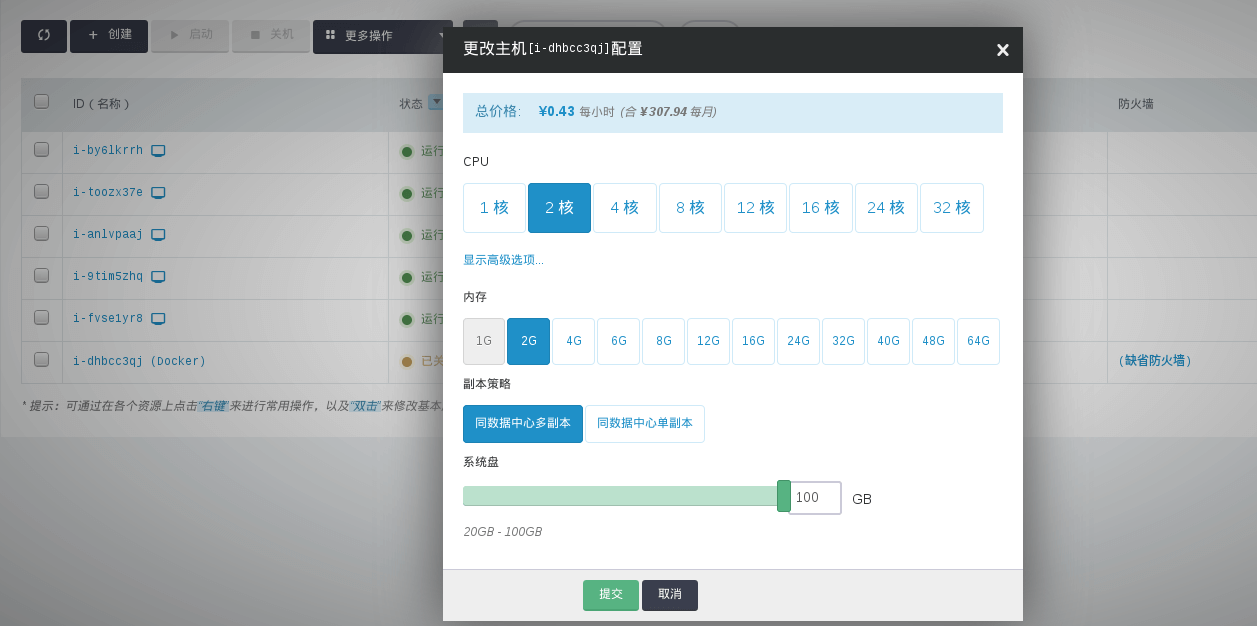 创建
启动
关机
更多操作
更改主机[i-dhbcc3qj]配置
ID（名称）
状态
防火墙
总价格: ¥0.43 每小时 (合 ¥307.94 每月)
i-by6lkrrh
运行
i-toozx37e
运行
i-anlvpaaj
运行
i-9tim5zhq
运行
i-fvse1yr8
运行
i-dhbcc3qj (Docker)
已关
(缺省防火墙)
* 提示：可通过在各个资源上点击“右键”来进行常用操作，以及“双击”来修改基本
CPU
1 核
2 核
4 核
8 核
12 核
16 核
24 核
32 核
显示高级选项...
内存
1G
2G
4G
6G
8G
12G
16G
24G
32G
40G
48G
64G
副本策略
同数据中心多副本
同数据中心单副本
系统盘
100 GB
20GB - 100GB
提交
取消